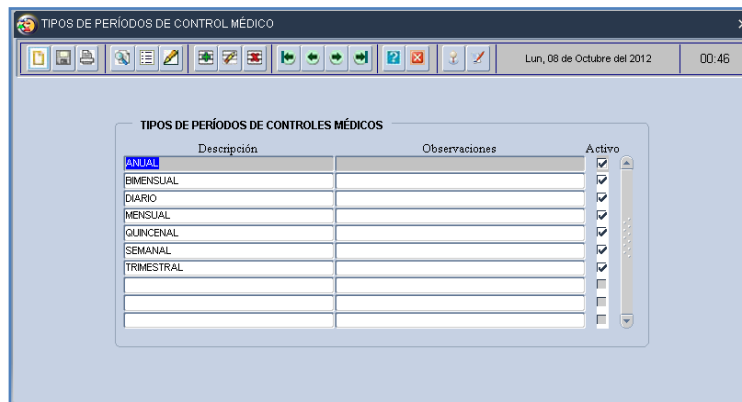 TIPOS DE PERÍODOS DE CONTROL MÉDICO
Lun, 08 de Octubre del 2012 00:46
TIPOS DE PERÍODOS DE CONTROLES MÉDICOS
Descripción Observaciones Activo
ANUAL
BIMENSUAL
DIARIO
MENSUAL
QUINCENAL
SEMANAL
TRIMESTRAL